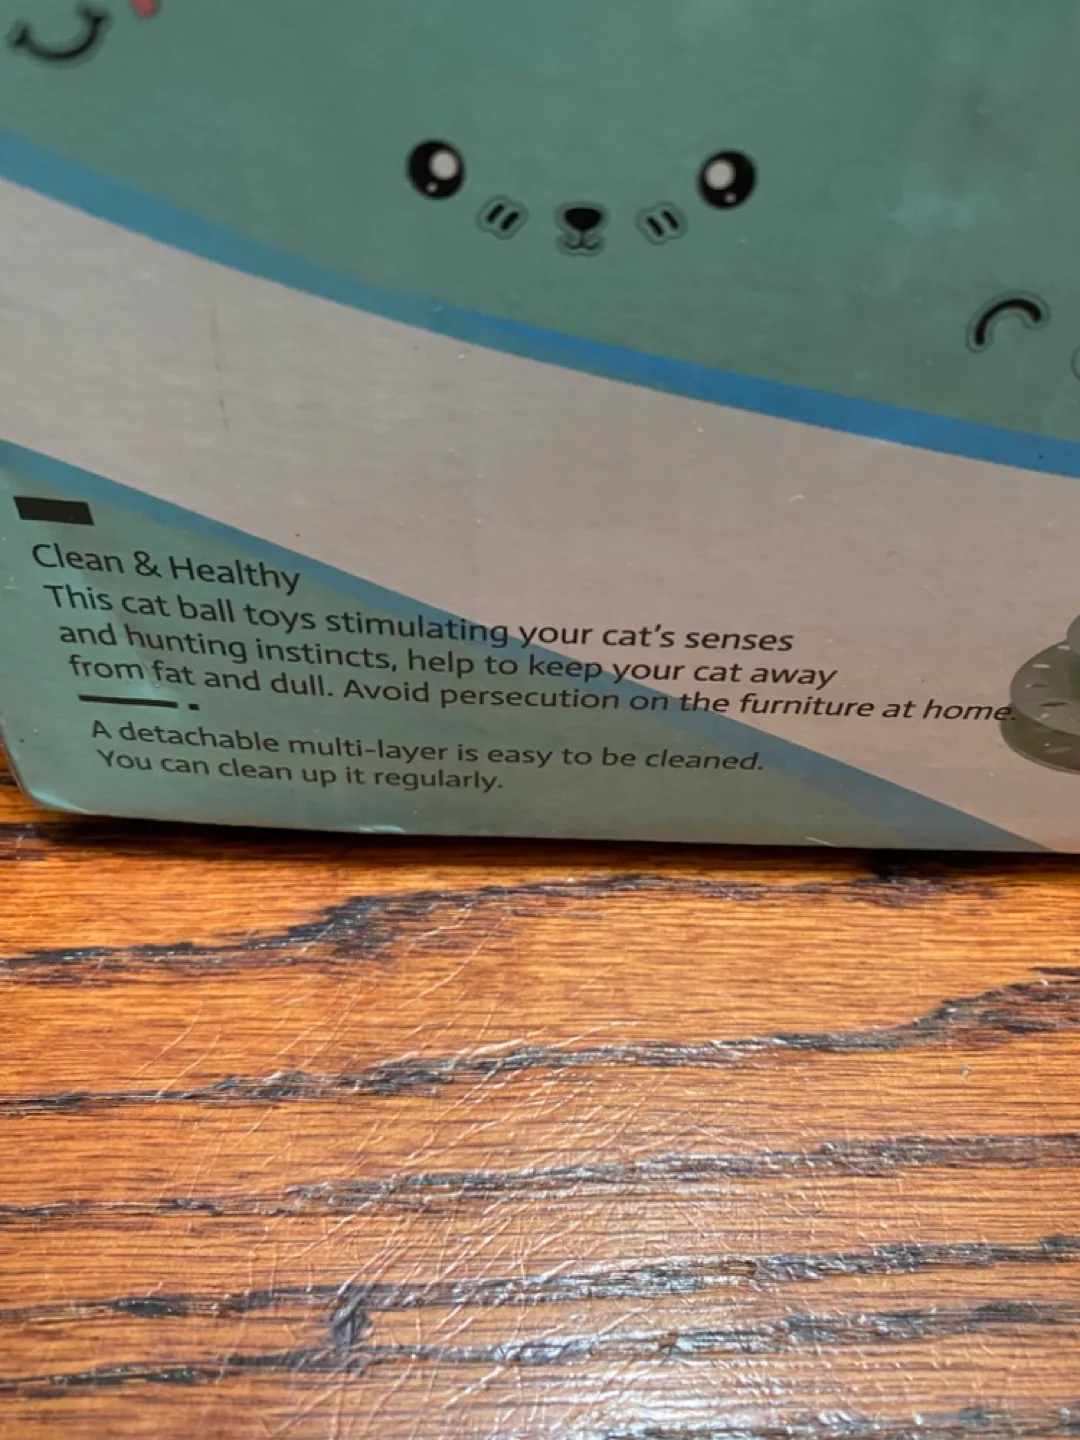 Clean & Healthy
This cat ball toys stimulating your cat's senses
and hunting instincts, help to keep your cat away
from fat and dull. Avoid persecution on the furniture at home.
A detachable multi-layer is easy to be cleaned.
You can clean up it regularly.